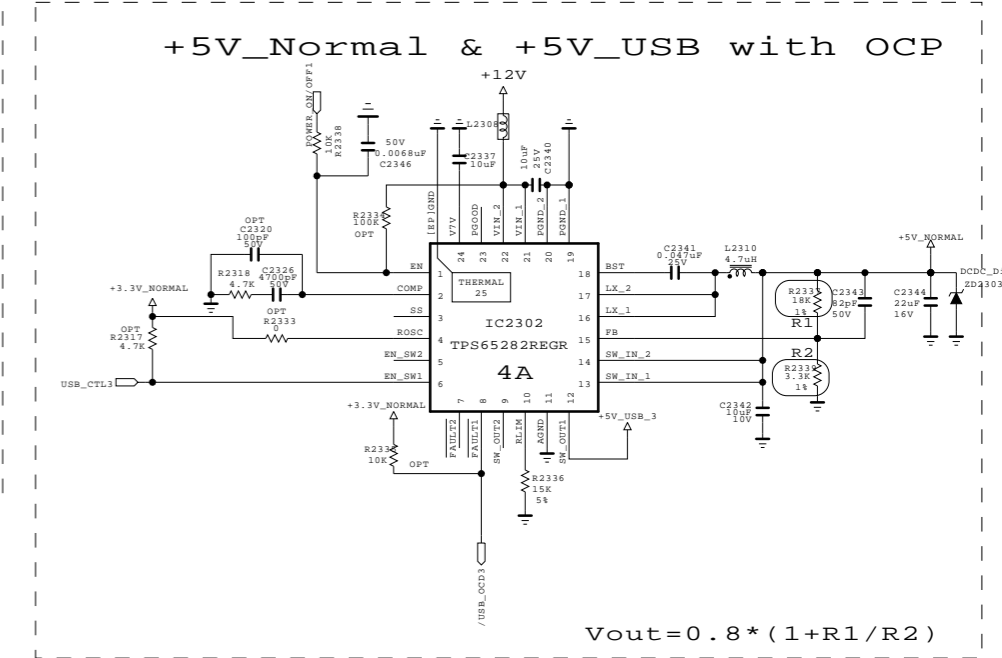 +5V_Normal & +5V_USB with OCP
+12V
POWER_ON/OFF1
10K
R2338
50V
0.0068uF
C2346
L2308
C2337
10uF
10uF
25V
C2340
R2334
100K
OPT
[EP]GND
V7V
PGOOD
VIN_2
VIN_1
PGND_2
PGND_1
24
23
22
21
20
19
OPT
C2320
100pF
50V
R2318
4.7K
C2326
4700pF
50V
OPT
R2333
0
+3.3V_NORMAL
OPT
R2317
4.7K
USB_CTL3
EN
COMP
SS
ROSC
EN_SW2
EN_SW1
1
2
3
4
5
6
THERMAL
25
IC2302
TPS65282REGR
4A
18
17
16
15
14
13
BST
LX_2
LX_1
FB
SW_IN_2
SW_IN_1
C2341
0.047uF
25V
L2310
4.7uH
+5V_NORMAL
18K
1%
R1
C2343
82pF
50V
C2344
22uF
16V
ZD2303
R2
R2339
3.3K
1%
C2342
10uF
10V
7
8
9
10
11
12
FAULT2
FAULT1
SW_OUT2
RLIM
AGND
SW_OUT1
+5V_USB_3
+3.3V_NORMAL
10K
OPT
R2336
15K
5%
/USB_OCD3
Vout=0.8*(1+R1/R2)